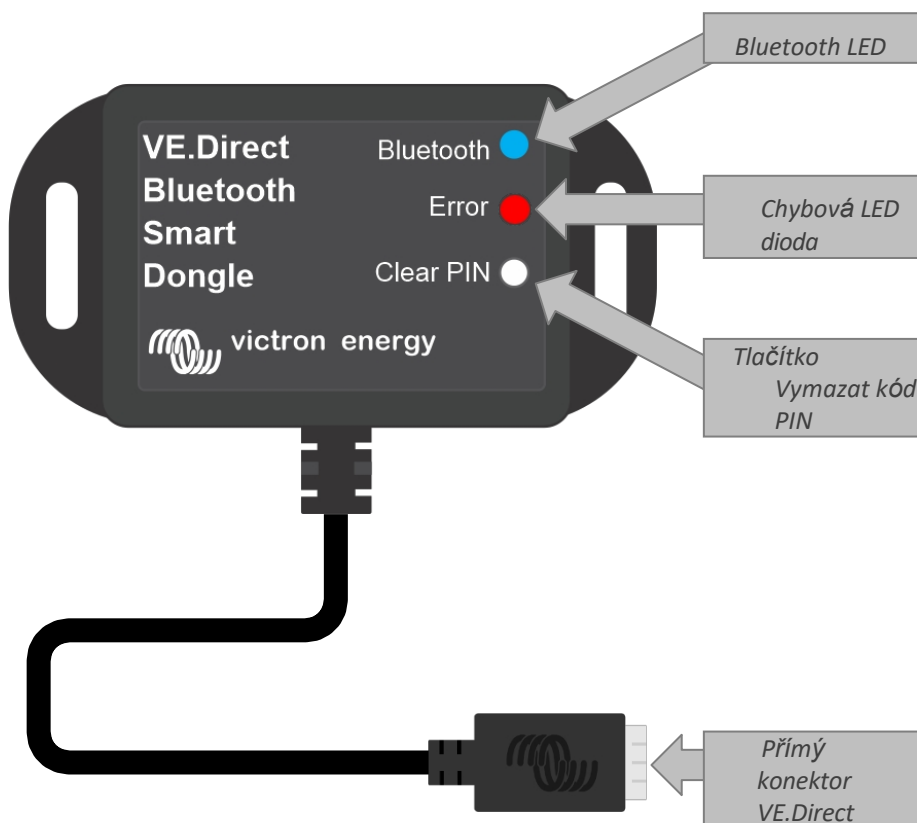 Bluetooth LED
VE.Direct
Bluetooth
Smart
Dongle
Bluetooth
Error
Clear PIN
victron energy
Chybová LED
dioda
Tlačítko
Vymazat kód
PIN
Přímý
konektor
VE.Direct